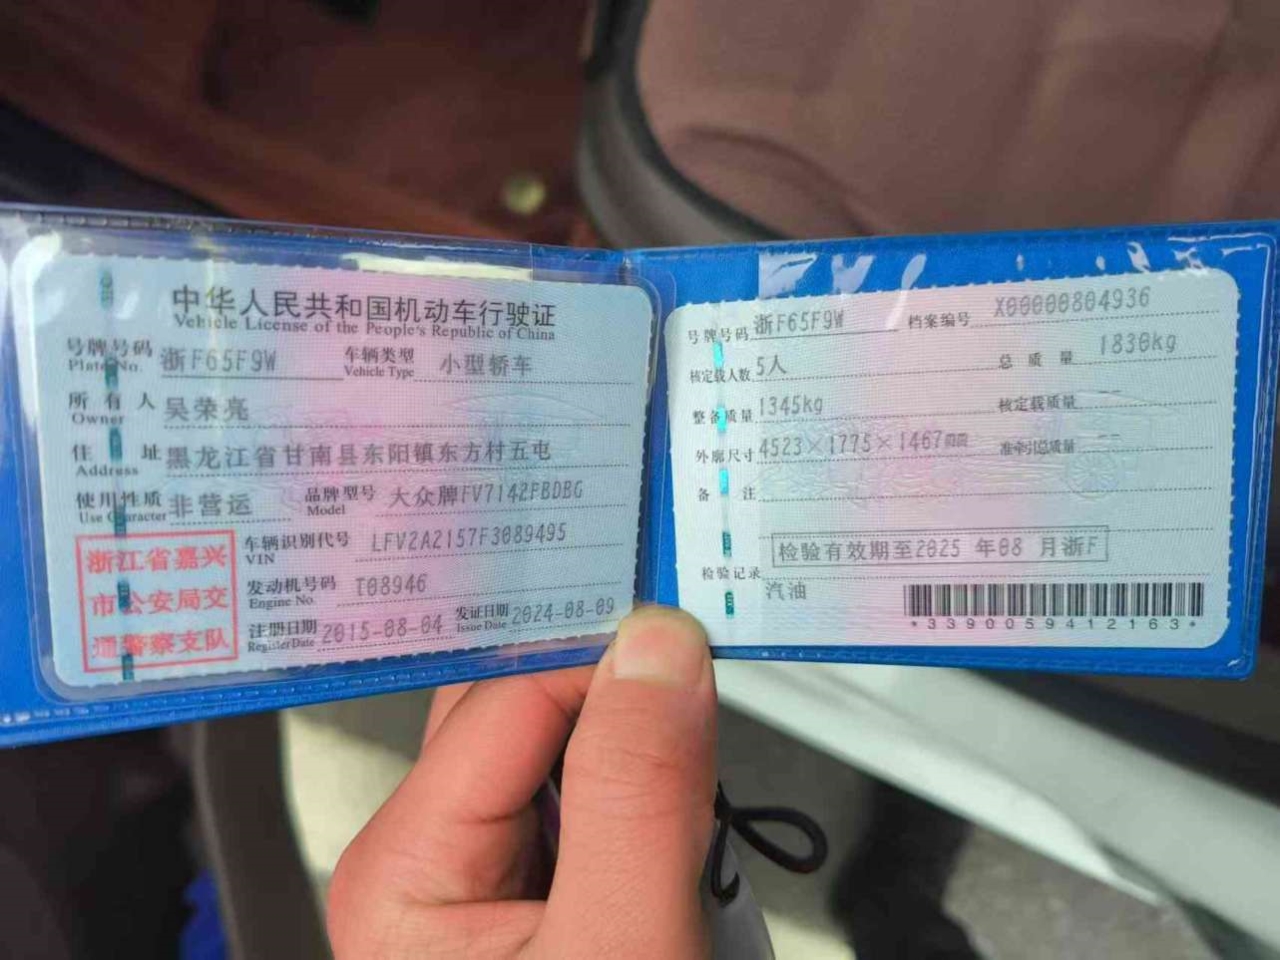 中华人民共和国机动车行驶证
Vehicle License of the People's Republic of China
号牌号码 浙F65F9W 车辆类型 小型轿车
Plate No. Vehicle Type
所有人 吴荣亮
Owner
住址 黑龙江省甘南县东阳镇东方村五屯
Address
使用性质 非营运 品牌型号 大众牌FV7142FBDBG
Use Character Model
浙江省嘉兴
市公安局交
通警察支队
车辆识别代号 LFV2A2157F3089495
VIN
发动机号码 T08946
Engine No.
注册日期 2015-08-04 发证日期 2024-08-09
Register Date Issue Date
号牌号码 浙F65F9W 档案编号 X00000804936
核定载人数 5人 总质量 1830kg
整备质量 1345kg 核定载质量 --
外廓尺寸 4523×1775×1467mm 准牵引总质量 --
备注
检验有效期至2025年08月浙F
检验记录
汽油
*3390059412163*